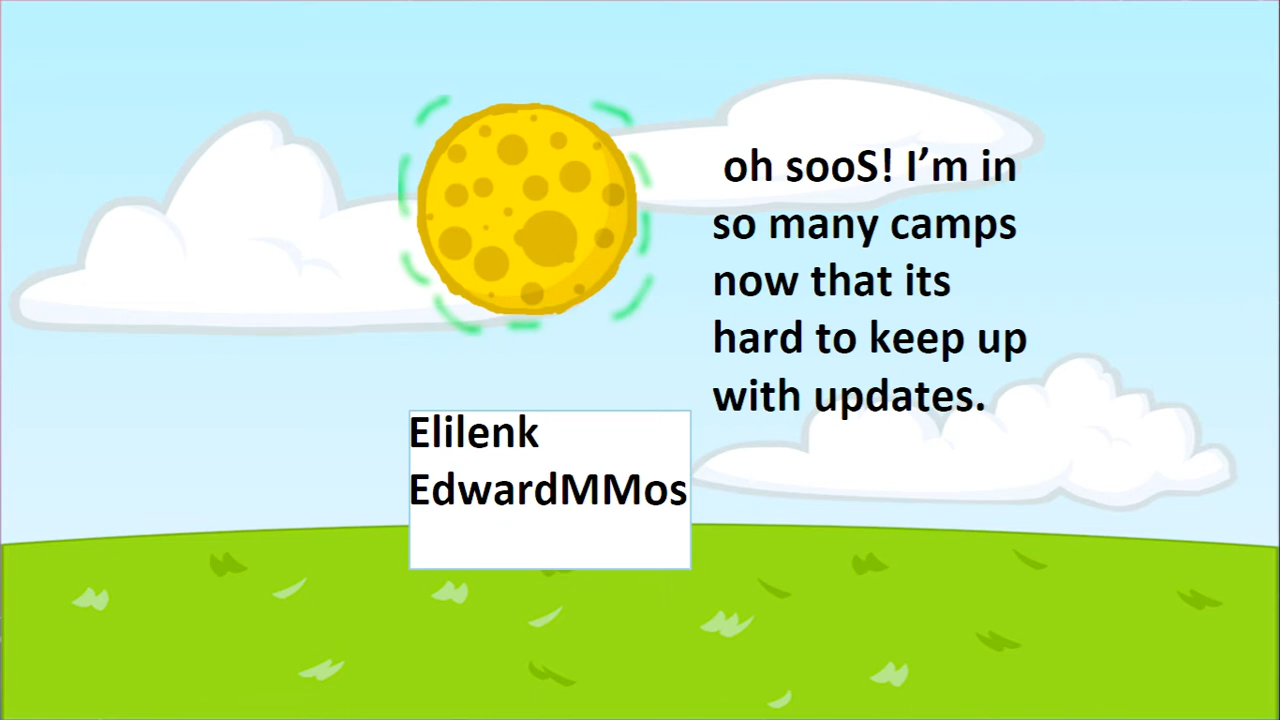 oh sooS! I’m in
so many camps
now that its
hard to keep up
with updates.
Elilenk
EdwardMMos